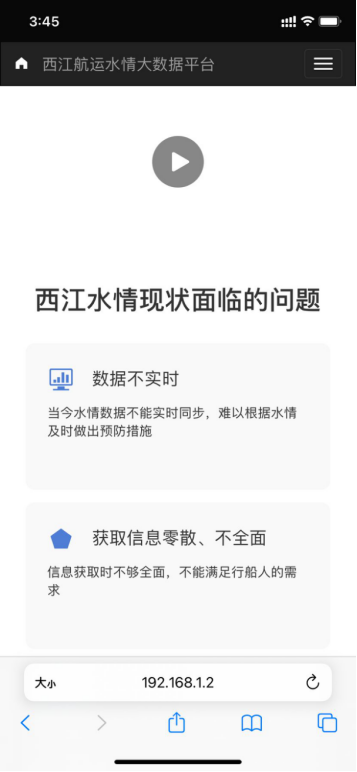 3:45
西江航运水情大数据平台
西江水情现状面临的问题
数据不实时
当今水情数据不能实时同步，难以根据水情
及时做出预防措施
获取信息零散、不全面
信息获取时不够全面，不能满足行船人的需
求
大小 192.168.1.2